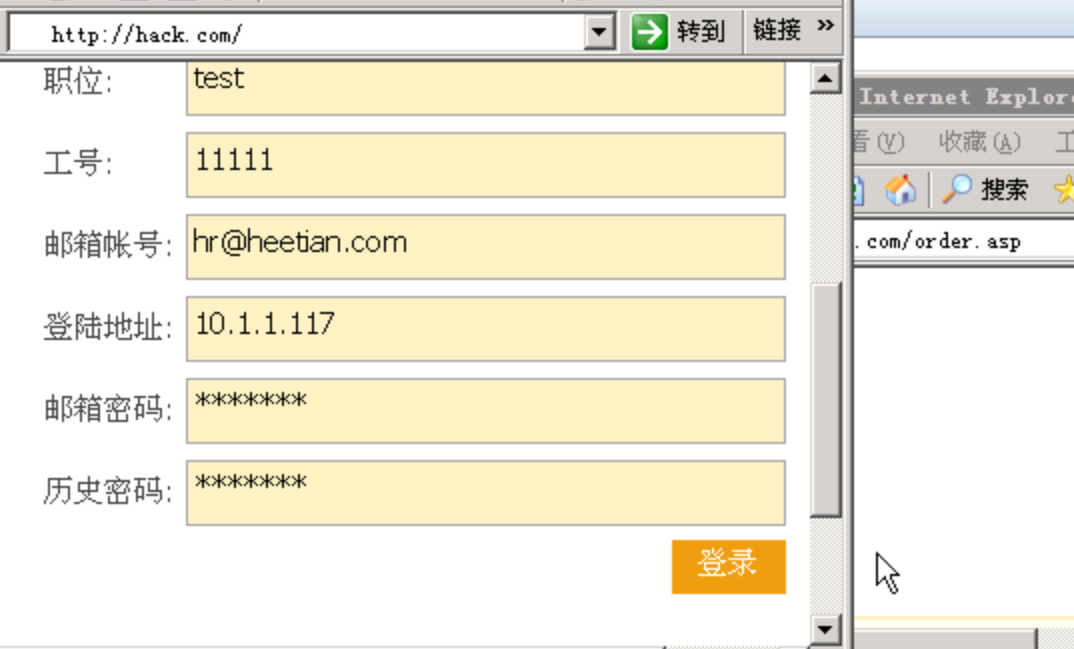 http://hack.com/
转到
链接 »
职位:
test
工号:
11111
邮箱帐号:
hr@heetian.com
登陆地址:
10.1.1.117
邮箱密码:
*******
历史密码:
*******
登录
Internet Explor
看(V) 收藏(A) 工
搜索
.com/order.asp